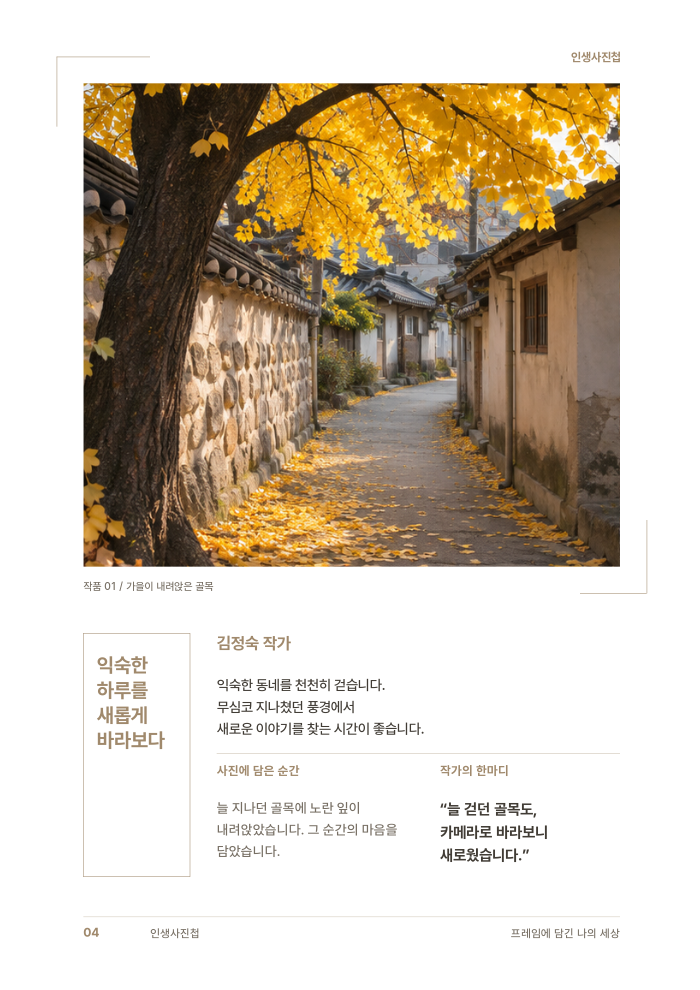 인생사진첩
작품 01 / 가을이 내려앉은 골목
익숙한
하루를
새롭게
바라보다
김정숙 작가
익숙한 동네를 천천히 걷습니다.
무심코 지나쳤던 풍경에서
새로운 이야기를 찾는 시간이 좋습니다.
사진에 담은 순간
늘 지나던 골목에 노란 잎이
내려앉았습니다. 그 순간의 마음을
담았습니다.
작가의 한마디
“늘 걷던 골목도,
카메라로 바라보니
새로웠습니다.”
04
인생사진첩
프레임에 담긴 나의 세상